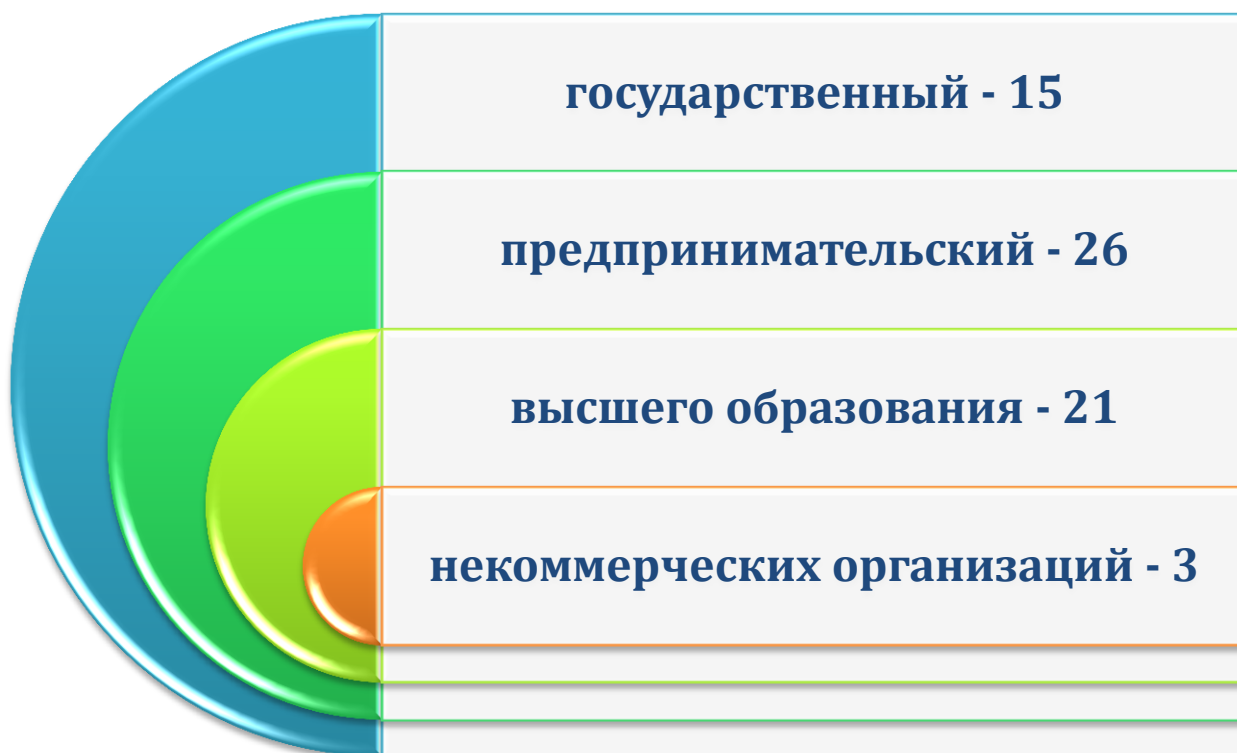 государственный - 15
предпринимательский - 26
высшего образования - 21
некоммерческих организаций - 3